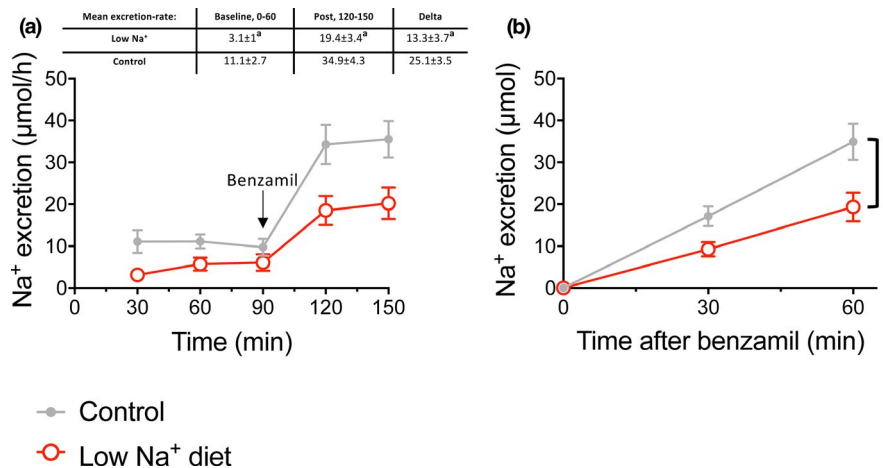 (a)
Mean excretion-rate: Baseline, 0-60 Post, 120-150 Delta
Low Na⁺ 3.1±1ᵃ 19.4±3.4ᵃ 13.3±3.7ᵃ
Control 11.1±2.7 34.9±4.3 25.1±3.5
Na⁺ excretion (μmol/h)
50
40
30
20
10
0
Benzamil
0 30 60 90 120 150
Time (min)
(b)
Na⁺ excretion (μmol)
50
40
30
20
10
0
0 30 60
Time after benzamil (min)
Control
Low Na⁺ diet